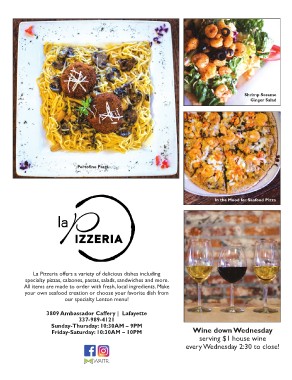 Shrimp Sesame
Ginger Salad
Portofino Pasta
In the Mood for Seafood Pizza
la
PIZZERIA
La Pizzeria offers a variety of delicious dishes including
specialty pizzas, calzones, pastas, salads, sandwiches and more.
All items are made to order with fresh, local ingredients. Make
your own seafood creation or choose your favorite dish from
our specialty Lenten menu!
3809 Ambassador Caffery | Lafayette
337-989-4121
Sunday-Thursday: 10:30AM – 9PM
Friday-Saturday: 10:30AM – 10PM
WAITR
Wine down Wednesday
serving $1 house wine
every Wednesday 2:30 to close!